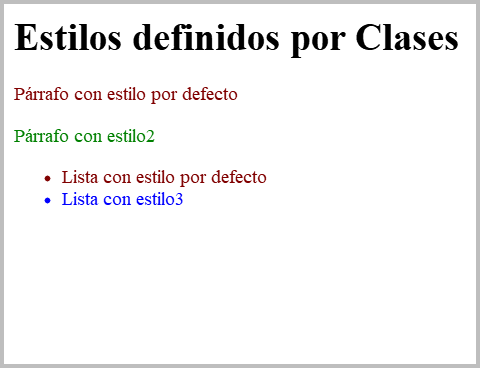 Estilos definidos por Clases
Párrafo con estilo por defecto
Párrafo con estilo2
Lista con estilo por defecto
Lista con estilo3